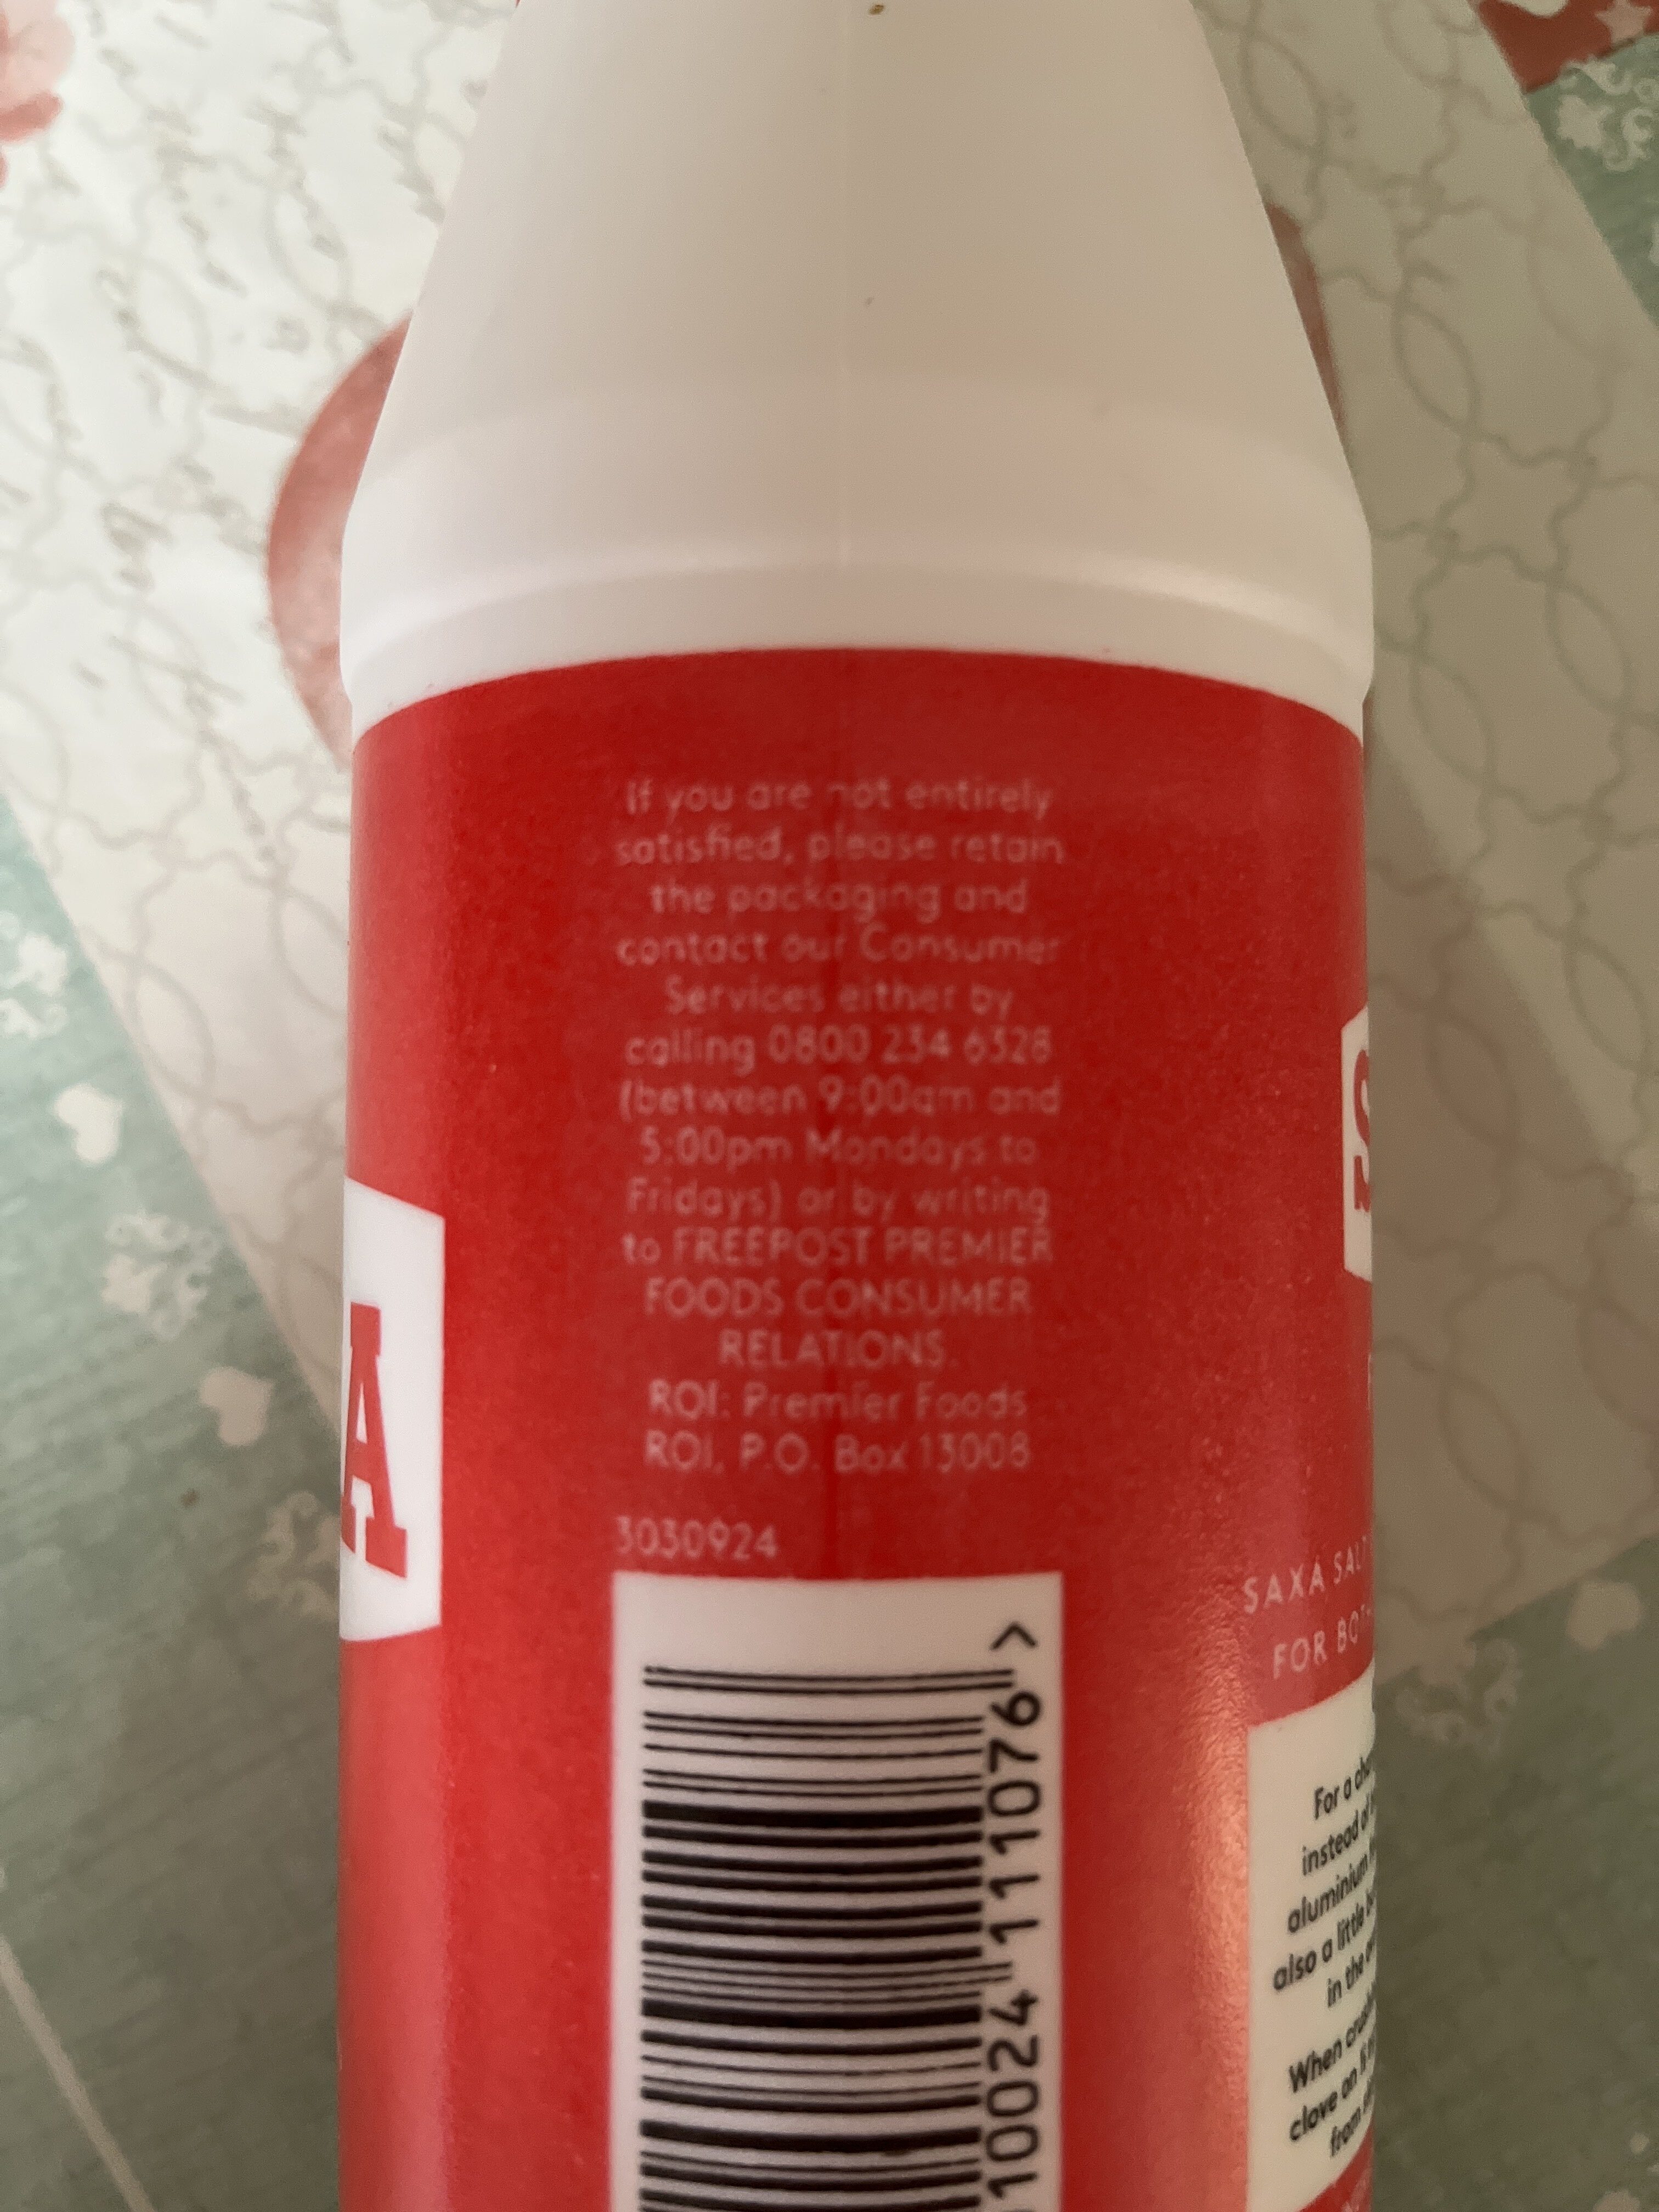 If you are not entirely
satisfied, please retain
the packaging and
contact our Consumer
Services either by
calling 0800 234 6328
(between 9:00am and
5:00pm Mondays to
Fridays) or by writing
to FREEPOST PREMIER
FOODS CONSUMER
RELATIONS.
ROI: Premier Foods
ROI, P.O. Box 13008
3030924
10024 111076 >
A
S
SAXA SALT
FOR
For a
instead of
aluminium
also a little
in the
When
clove on
from